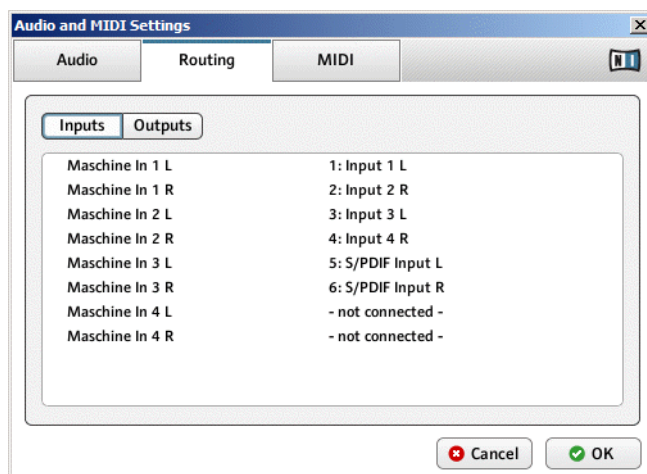 Audio and MIDI Settings
Audio Routing MIDI
NI
Inputs Outputs
Maschine In 1 L 1: Input 1 L
Maschine In 1 R 2: Input 2 R
Maschine In 2 L 3: Input 3 L
Maschine In 2 R 4: Input 4 R
Maschine In 3 L 5: S/PDIF Input L
Maschine In 3 R 6: S/PDIF Input R
Maschine In 4 L - not connected -
Maschine In 4 R - not connected -
Cancel OK